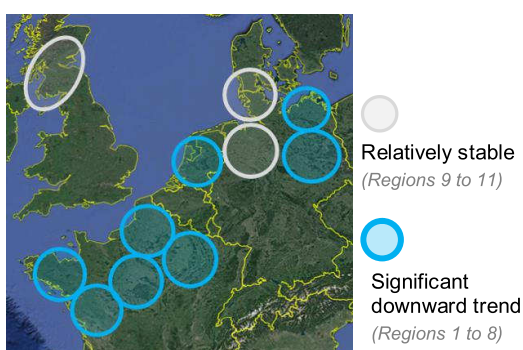 Relatively stable
(Regions 9 to 11)
Significant
downward trend
(Regions 1 to 8)